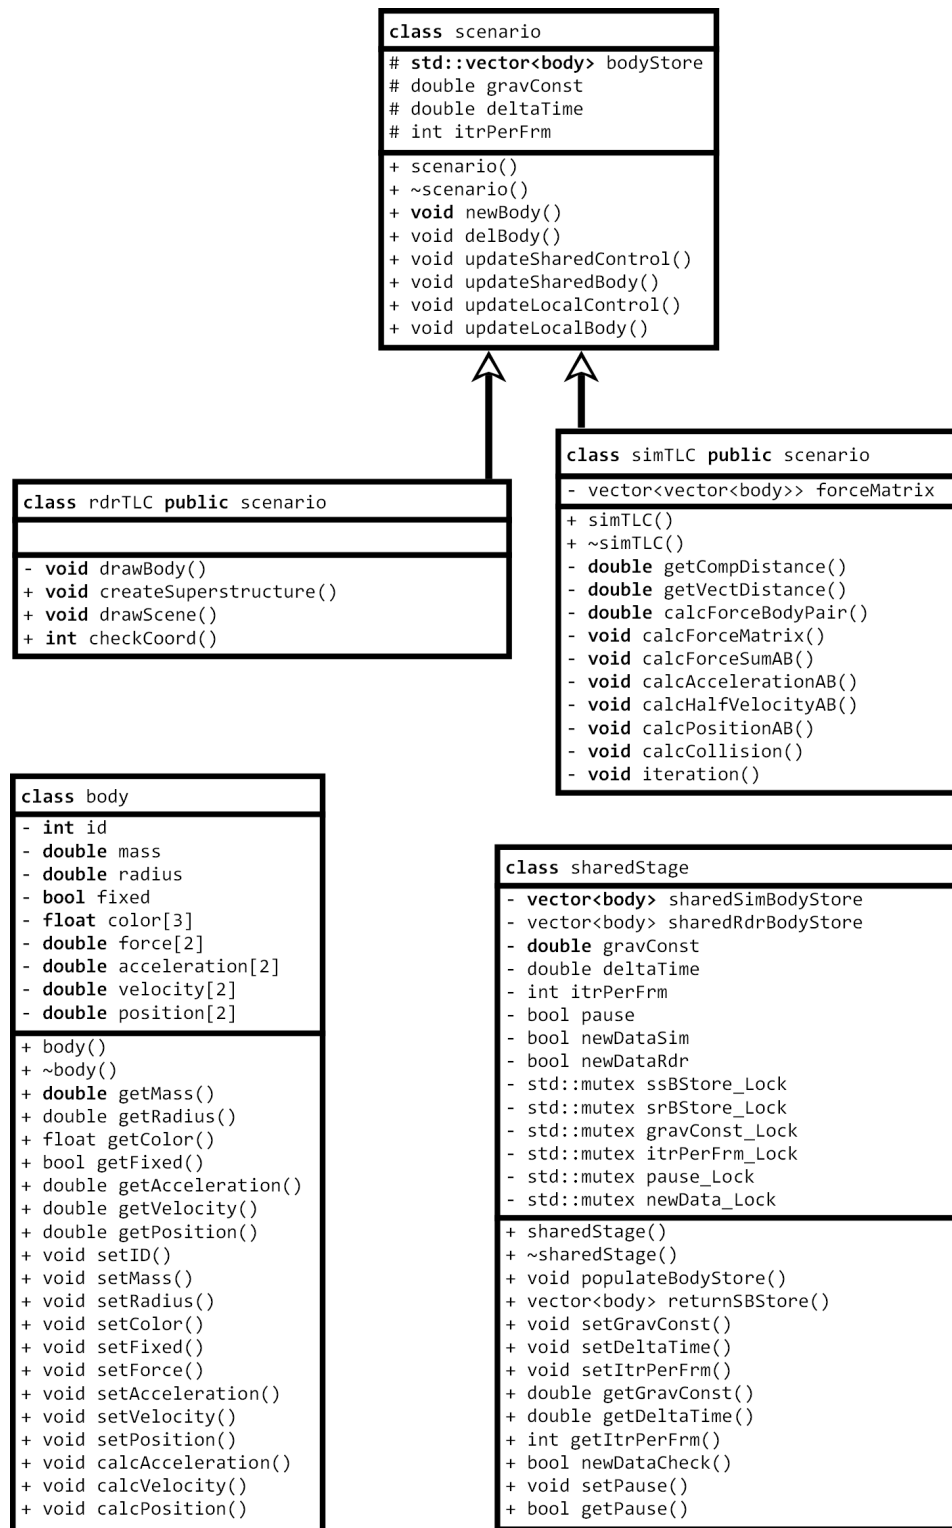 class scenario
# std::vector<body> bodyStore
# double gravConst
# double deltaTime
# int itrPerFrm
+ scenario()
+ ~scenario()
+ void newBody()
+ void delBody()
+ void updateSharedControl()
+ void updateSharedBody()
+ void updateLocalControl()
+ void updateLocalBody()
class rdrTLC public scenario
- void drawBody()
+ void createSuperstructure()
+ void drawScene()
+ int checkCoord()
class simTLC public scenario
- vector<vector<body>> forceMatrix
+ simTLC()
+ ~simTLC()
- double getCompDistance()
- double getVectDistance()
- double calcForceBodyPair()
- void calcForceMatrix()
- void calcForceSumAB()
- void calcAccelerationAB()
- void calcHalfVelocityAB()
- void calcPositionAB()
- void calcCollision()
- void iteration()
class body
- int id
- double mass
- double radius
- bool fixed
- float color[3]
- double force[2]
- double acceleration[2]
- double velocity[2]
- double position[2]
+ body()
+ ~body()
+ double getMass()
+ double getRadius()
+ float getColor()
+ bool getFixed()
+ double getAcceleration()
+ double getVelocity()
+ double getPosition()
+ void setID()
+ void setMass()
+ void setRadius()
+ void setColor()
+ void setFixed()
+ void setForce()
+ void setAcceleration()
+ void setVelocity()
+ void setPosition()
+ void calcAcceleration()
+ void calcVelocity()
+ void calcPosition()
class sharedStage
- vector<body> sharedSimBodyStore
- vector<body> sharedRdrBodyStore
- double gravConst
- double deltaTime
- int itrPerFrm
- bool pause
- bool newDataSim
- bool newDataRdr
- std::mutex ssBStore_Lock
- std::mutex srBStore_Lock
- std::mutex gravConst_Lock
- std::mutex itrPerFrm_Lock
- std::mutex pause_Lock
- std::mutex newData_Lock
+ sharedStage()
+ ~sharedStage()
+ void populateBodyStore()
+ vector<body> returnSBStore()
+ void setGravConst()
+ void setDeltaTime()
+ void setItrPerFrm()
+ double getGravConst()
+ double getDeltaTime()
+ int getItrPerFrm()
+ bool newDataCheck()
+ void setPause()
+ bool getPause()